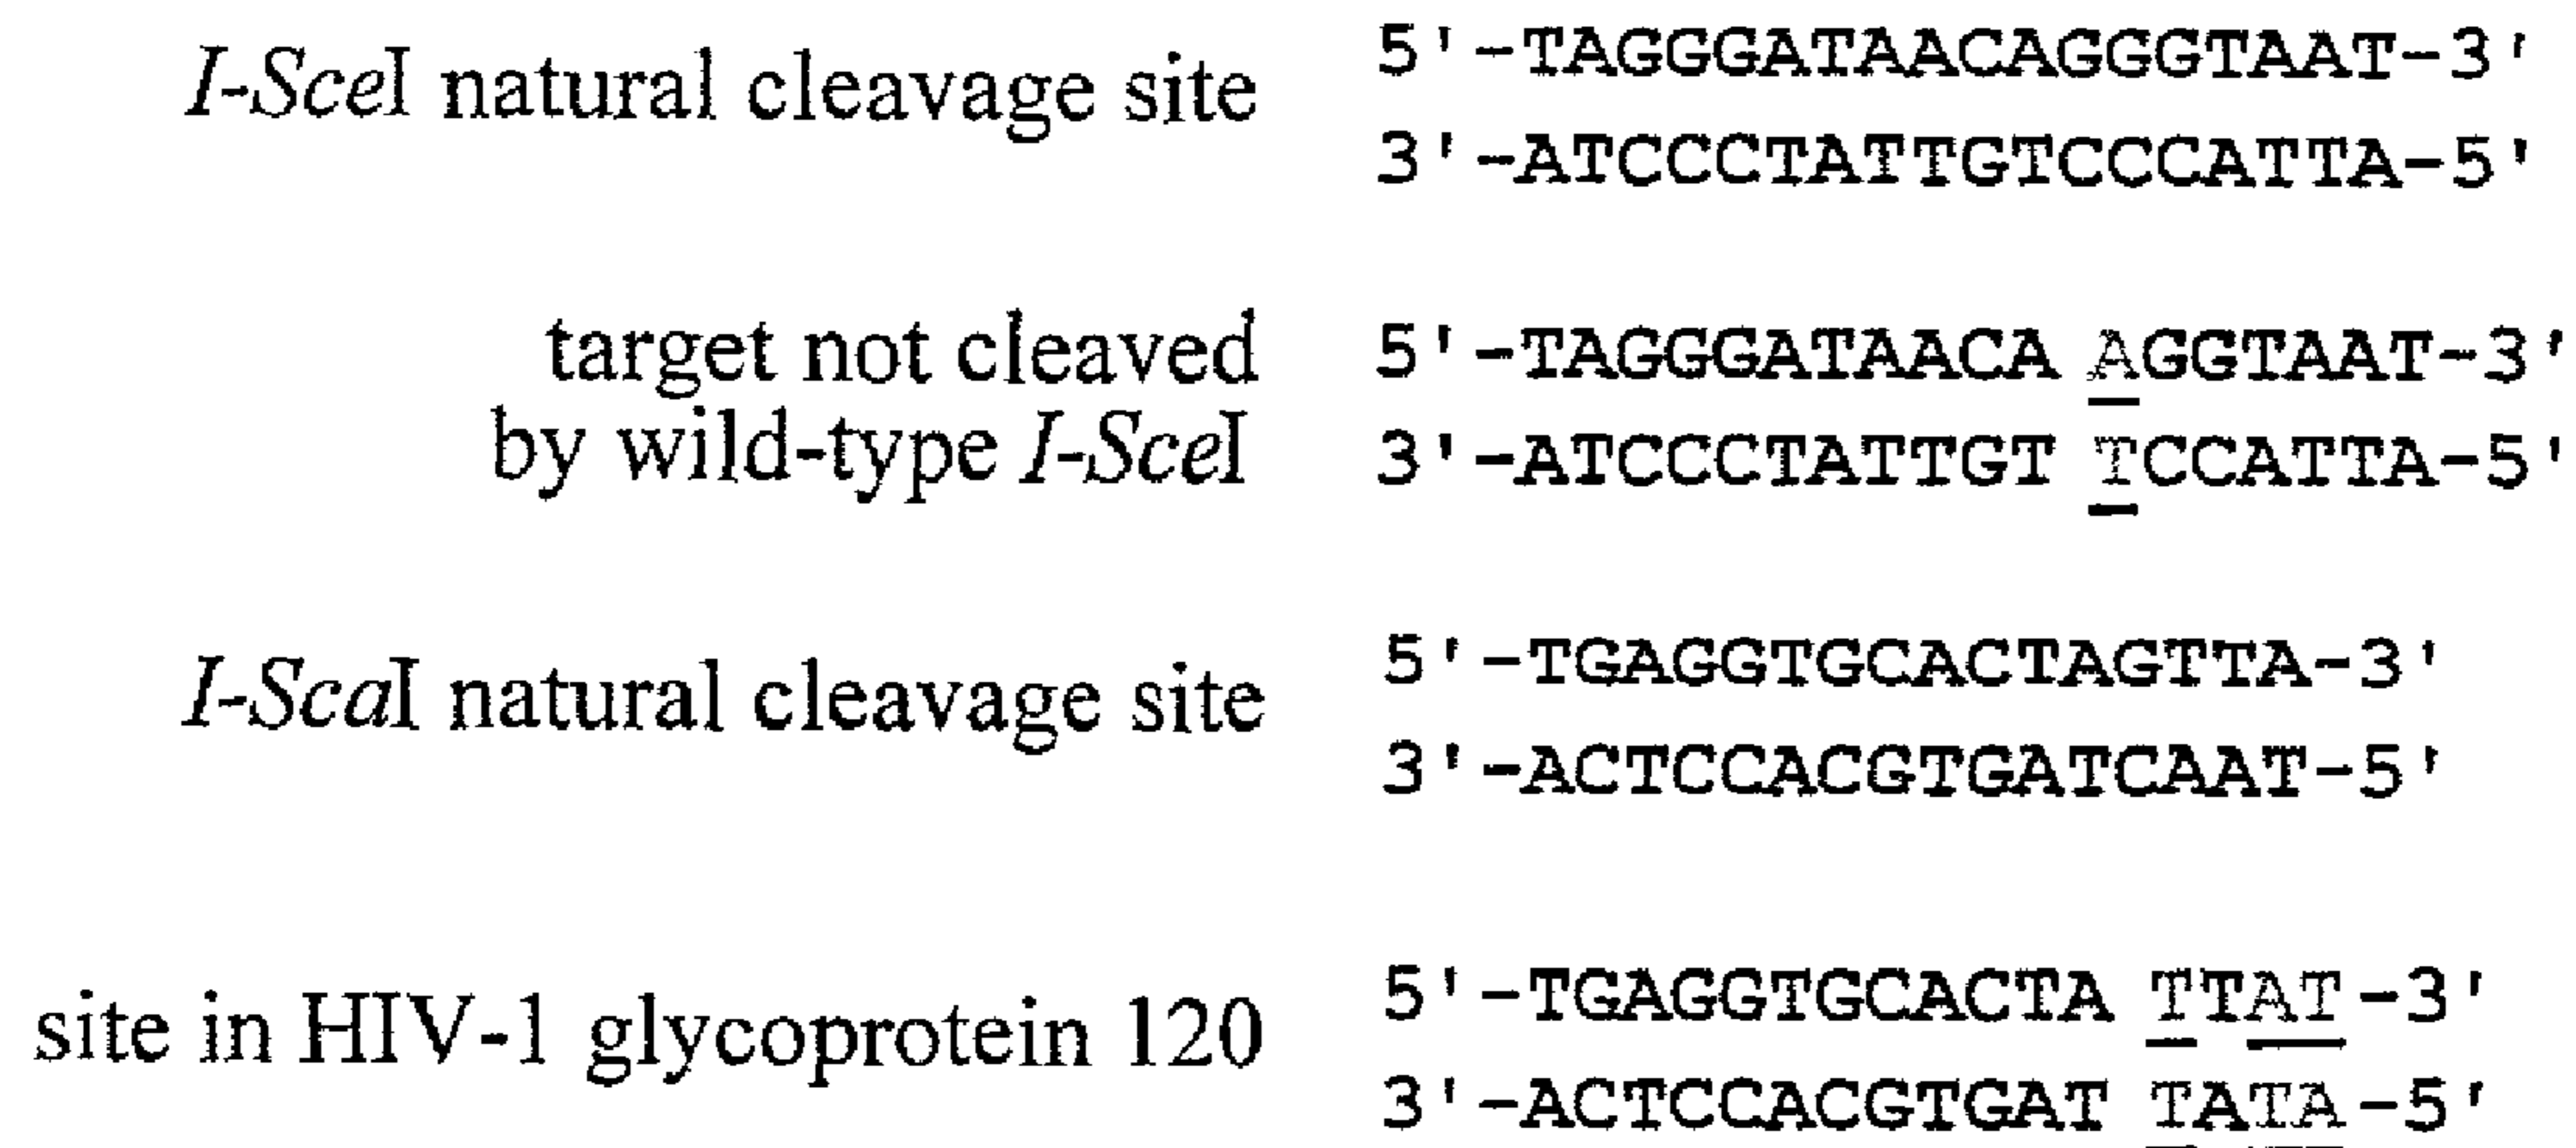 I-SceI natural cleavage site 5'-TAGGGATAACAGGGTAAT-3'
3'-ATCCCTATTGTCCCATTA-5'
target not cleaved 5'-TAGGGATAACA AGGTAAT-3'
by wild-type I-SceI 3'-ATCCCTATTGT TCCATTA-5'
I-ScaI natural cleavage site 5'-TGAGGTGCACTAGTTA-3'
3'-ACTCCACGTGATCAAT-5'
site in HIV-1 glycoprotein 120 5'-TGAGGTGCACTA TTAT-3'
3'-ACTCCACGTGAT TATA-5'